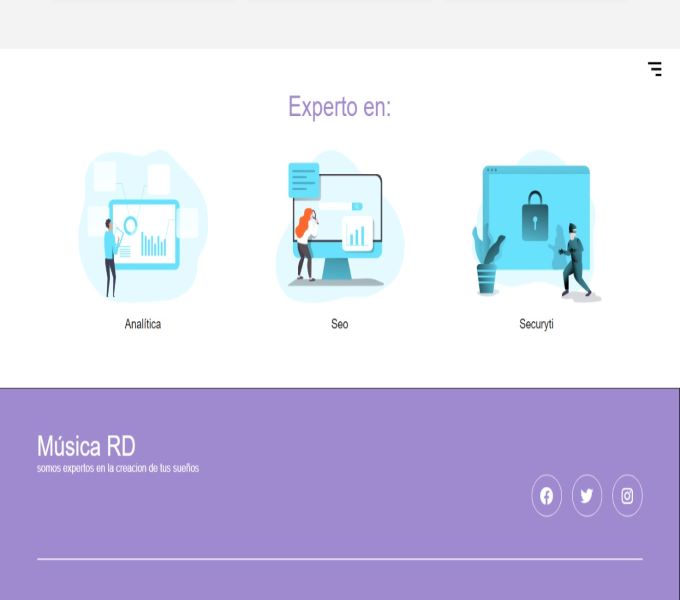 Experto en:
Analítica
Seo
Securyti
Música RD
somos expertos en la creacion de tus sueños